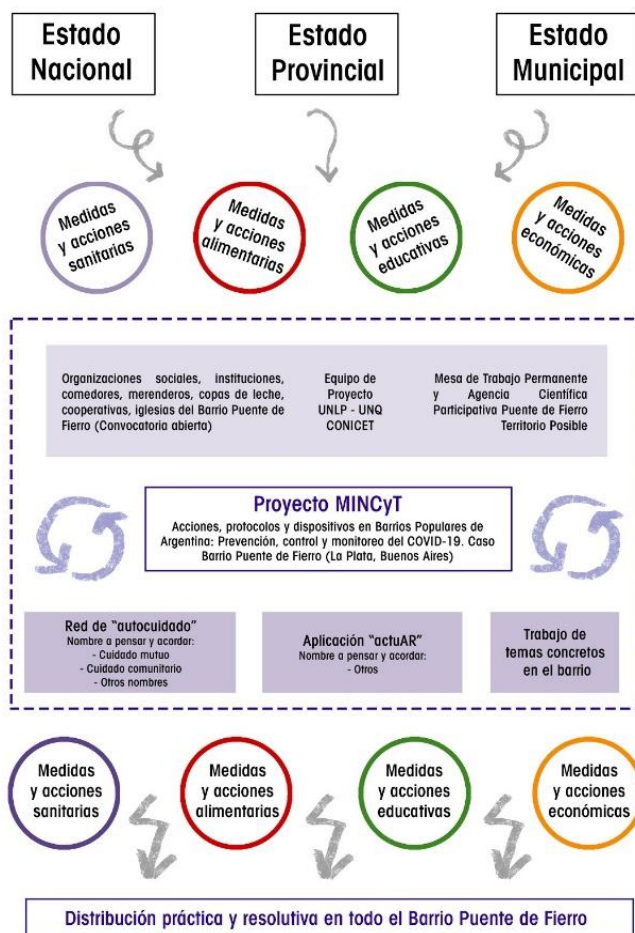 Estado
Nacional
Estado
Provincial
Estado
Municipal
Medidas
y acciones
sanitarias
Medidas
y acciones
alimentarias
Medidas
y acciones
educativas
Medidas
y acciones
económicas
Organizaciones sociales, instituciones,
comedores, merenderos, copas de leche,
cooperativas, iglesias del Barrio Puente de
Fierro (Convocatoria abierta)
Equipo de
Proyecto
UNLP - UNQ
CONICET
Mesa de Trabajo Permanente
y Agencia Científica
Participativa Puente de Fierro
Territorio Posible
Proyecto MINCyT
Acciones, protocolos y dispositivos en Barrios Populares de
Argentina: Prevención, control y monitoreo del COVID-19. Caso
Barrio Puente de Fierro (La Plata, Buenos Aires)
Red de "autocuidado"
Nombre a pensar y acordar:
- Cuidado mutuo
- Cuidado comunitario
- Otros nombres
Aplicación "actuAR"
Nombre a pensar y acordar:
- Otros
Trabajo de
temas concretos
en el barrio
Medidas
y acciones
sanitarias
Medidas
y acciones
alimentarias
Medidas
y acciones
educativas
Medidas
y acciones
económicas
Distribución práctica y resolutiva en todo el Barrio Puente de Fierro